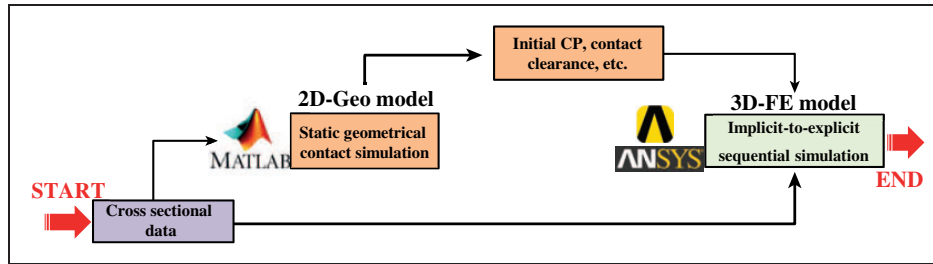 START
Cross sectional
data
MATLAB
2D-Geo model
Static geometrical
contact simulation
Initial CP, contact
clearance, etc.
ANSYS
3D-FE model
Implicit-to-explicit
sequential simulation
END